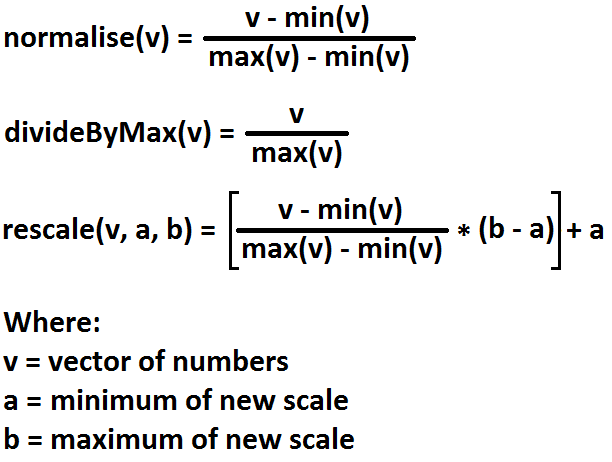 normalise(v) = v - min(v)
max(v) - min(v)
divideByMax(v) = v
max(v)
rescale(v, a, b) = [ v - min(v)
max(v) - min(v) * (b - a) ] + a
Where:
v = vector of numbers
a = minimum of new scale
b = maximum of new scale